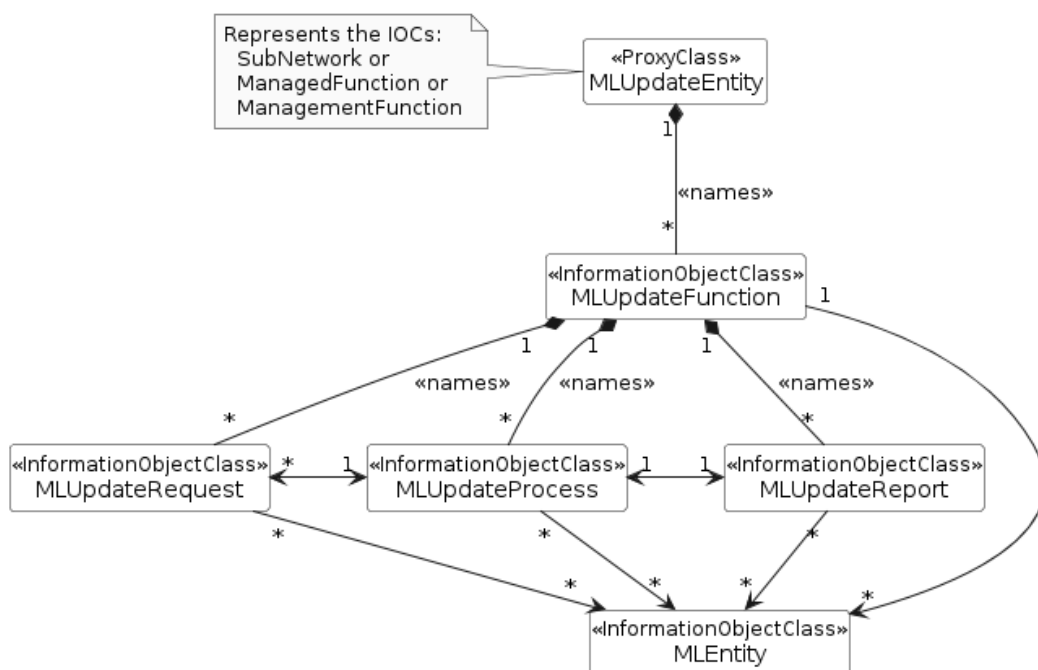 Represents the IOCs:
SubNetwork or
ManagedFunction or
ManagementFunction
«ProxyClass»
MLUpdateEntity
1
«names»
*
«InformationObjectClass»
MLUpdateFunction
1
1
1
1
«names»
«names»
«names»
*
*
*
«InformationObjectClass»
MLUpdateRequest
*
1
«InformationObjectClass»
MLUpdateProcess
1
1
«InformationObjectClass»
MLUpdateReport
*
*
*
*
*
*
*
«InformationObjectClass»
MLEntity